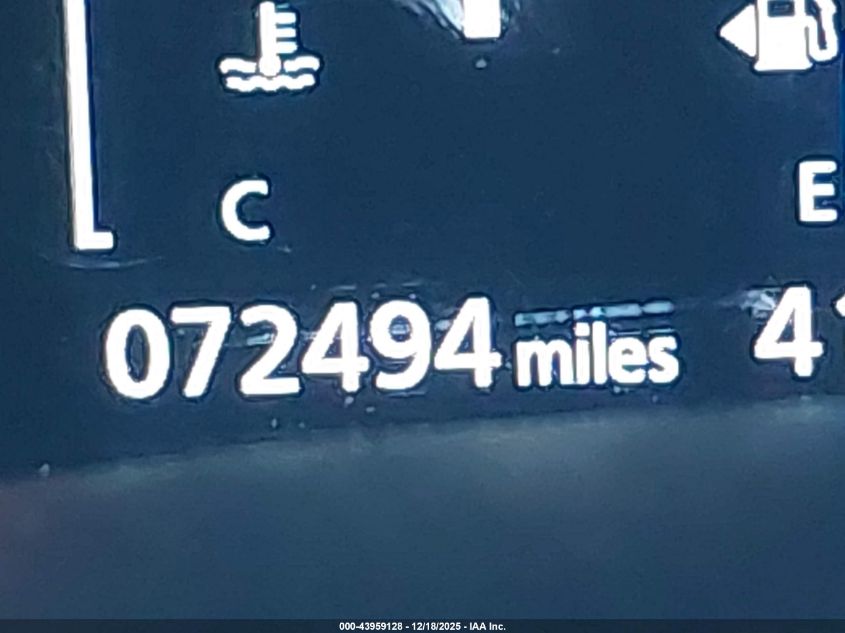 C
E
072494 miles 4
000-43959128 - 12/18/2025 - IAA Inc.